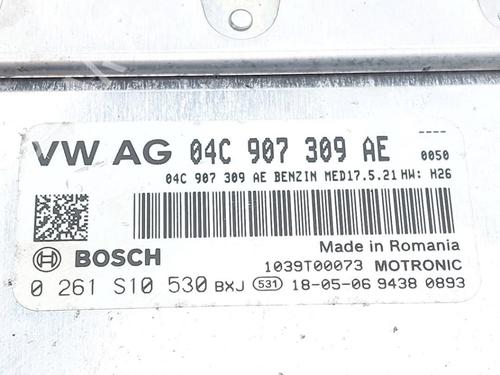 ----
VW AG 04C 907 309 AE 0050
04C 907 309 AE BENZIN MED17.5.21 HW: H26
Made in Romania
BOSCH 1039T00073 MOTRONIC
0 261 S10 530 BXJ 531 18-05-06 9438 0893